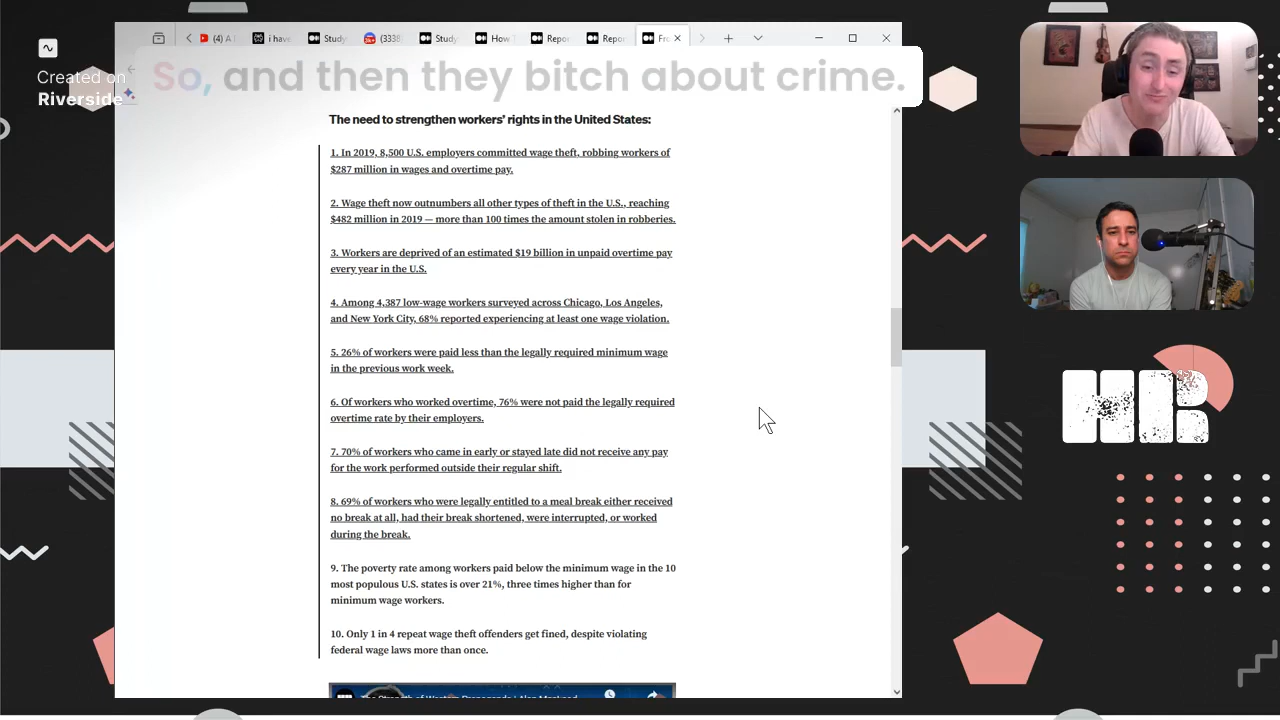 (4) A
i have
Study
(333
Study
How
Repor
Repor
Fr
Created on
Riverside
So, and then they bitch about crime.
The need to strengthen workers' rights in the United States:
1. In 2019, 8,500 U.S. employers committed wage theft, robbing workers of
$287 million in wages and overtime pay.
2. Wage theft now outnumbers all other types of theft in the U.S., reaching
$482 million in 2019 — more than 100 times the amount stolen in robberies.
3. Workers are deprived of an estimated $19 billion in unpaid overtime pay
every year in the U.S.
4. Among 4,387 low-wage workers surveyed across Chicago, Los Angeles,
and New York City, 68% reported experiencing at least one wage violation.
5. 26% of workers were paid less than the legally required minimum wage
in the previous work week.
6. Of workers who worked overtime, 76% were not paid the legally required
overtime rate by their employers.
7. 70% of workers who came in early or stayed late did not receive any pay
for the work performed outside their regular shift.
8. 69% of workers who were legally entitled to a meal break either received
no break at all, had their break shortened, were interrupted, or worked
during the break.
9. The poverty rate among workers paid below the minimum wage in the 10
most populous U.S. states is over 21%, three times higher than for
minimum wage workers.
10. Only 1 in 4 repeat wage theft offenders get fined, despite violating
federal wage laws more than once.
HR